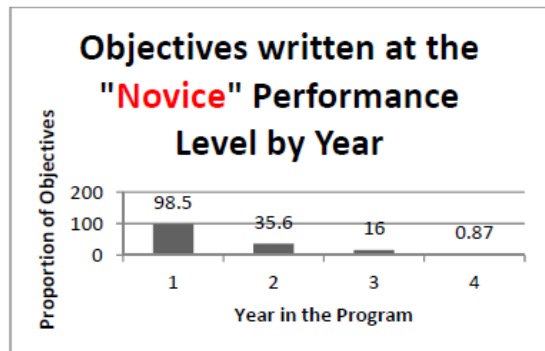 Objectives written at the
"Novice" Performance
Level by Year
Proportion of Objectives
200
100
0
98.5
35.6
16
0.87
1 2 3 4
Year in the Program